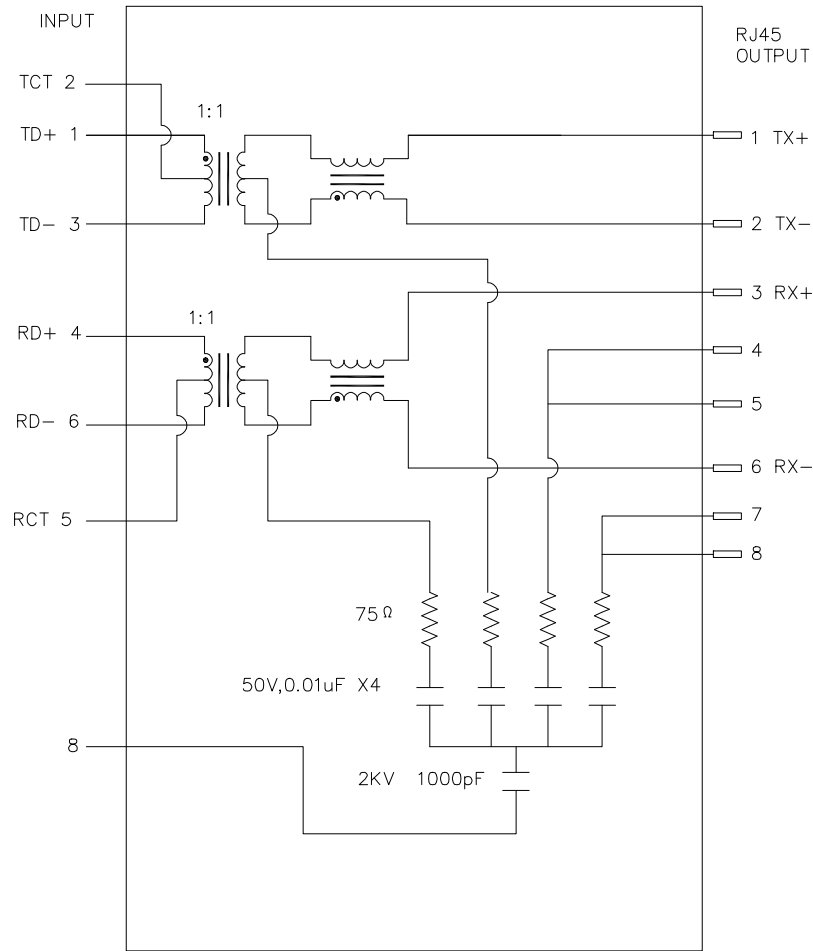 INPUT
RJ45
OUTPUT
TCT 2
1:1
TD+ 1
1 TX+
TD- 3
2 TX-
3 RX+
1:1
RD+ 4
4
5
RD- 6
6 RX-
RCT 5
7
8
75Ω
50V,0.01uF X4
8
2KV 1000pF